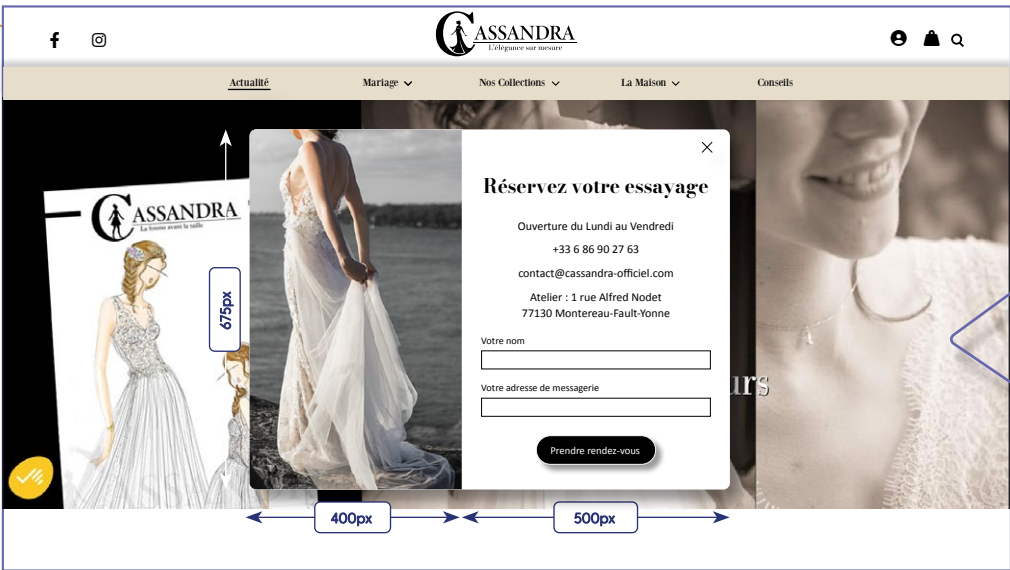 CASSANDRA
L'élégance sur mesure
Actualité
Mariage
Nos Collections
La Maison
Conseils
CASSANDRA
La femme avant la taille
675px
Réservez votre essayage
Ouverture du Lundi au Vendredi
+33 6 86 90 27 63
contact@cassandra-officiel.com
Atelier : 1 rue Alfred Nodet
77130 Montereau-Fault-Yonne
Votre nom
Votre adresse de messagerie
Prendre rendez-vous
urs
400px
500px